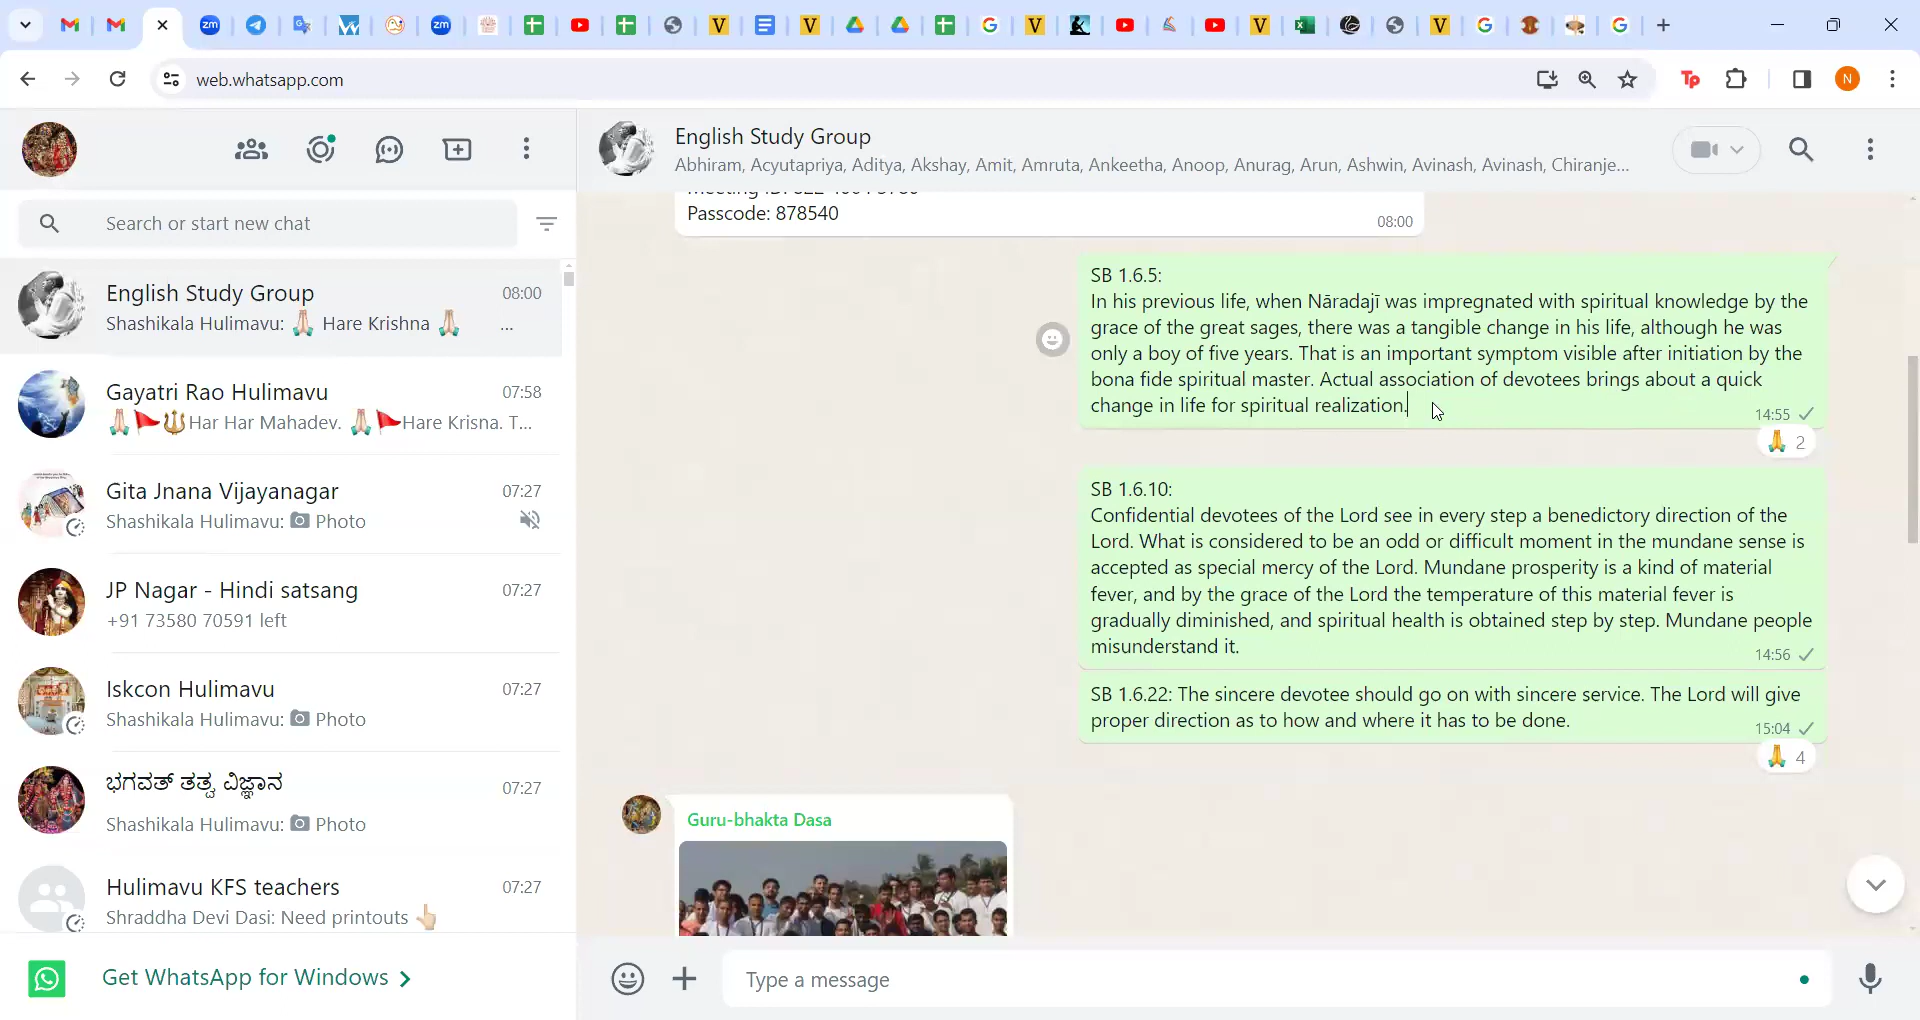 web.whatsapp.com
N
English Study Group
Abhiram, Acyutapriya, Aditya, Akshay, Amit, Amruta, Ankeetha, Anoop, Anurag, Arun, Ashwin, Avinash, Avinash, Chiranje...
Search or start new chat
English Study Group 08:00
Shashikala Hulimavu: 🙏🏻 Hare Krishna 🙏🏻 ...
Gayatri Rao Hulimavu 07:58
🙏🏻🚩🔱Har Har Mahadev. 🙏🏻🚩Hare Krisna. T...
Gita Jnana Vijayanagar 07:27
Shashikala Hulimavu: Photo
JP Nagar - Hindi satsang 07:27
+91 73580 70591 left
Iskcon Hulimavu 07:27
Shashikala Hulimavu: Photo
ಭಗವತ್ ತತ್ವ ವಿಜ್ಞಾನ 07:27
Shashikala Hulimavu: Photo
Hulimavu KFS teachers 07:27
Shraddha Devi Dasi: Need printouts 👆🏻
Get WhatsApp for Windows
Passcode: 878540
08:00
SB 1.6.5:
In his previous life, when Nāradajī was impregnated with spiritual knowledge by the
grace of the great sages, there was a tangible change in his life, although he was
only a boy of five years. That is an important symptom visible after initiation by the
bona fide spiritual master. Actual association of devotees brings about a quick
change in life for spiritual realization.
14:55
🙏 2
SB 1.6.10:
Confidential devotees of the Lord see in every step a benedictory direction of the
Lord. What is considered to be an odd or difficult moment in the mundane sense is
accepted as special mercy of the Lord. Mundane prosperity is a kind of material
fever, and by the grace of the Lord the temperature of this material fever is
gradually diminished, and spiritual health is obtained step by step. Mundane people
misunderstand it.
14:56
SB 1.6.22: The sincere devotee should go on with sincere service. The Lord will give
proper direction as to how and where it has to be done.
15:04
🙏 4
Guru-bhakta Dasa
Type a message